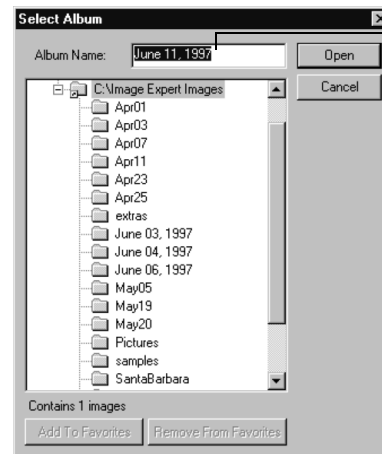 Select Album
Album Name: June 11, 1997 Open
C:\Image Expert Images Cancel
Apr01
Apr03
Apr07
Apr11
Apr23
Apr25
extras
June 03, 1997
June 04, 1997
June 06, 1997
May05
May19
May20
Pictures
samples
SantaBarbara
Contains 1 images
Add To Favorites Remove From Favorites